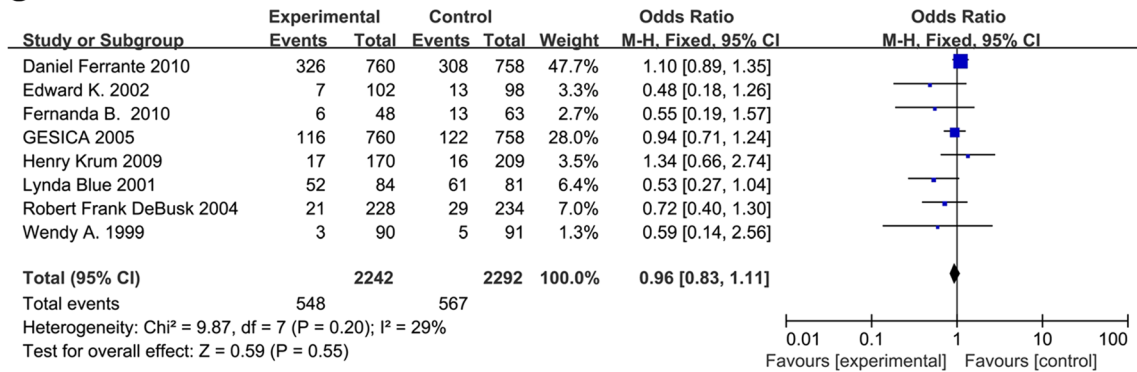 Experimental Control Odds Ratio Odds Ratio
Study or Subgroup Events Total Events Total Weight M-H, Fixed, 95% CI M-H, Fixed, 95% CI
Daniel Ferrante 2010 326 760 308 758 47.7% 1.10 [0.89, 1.35]
Edward K. 2002 7 102 13 98 3.3% 0.48 [0.18, 1.26]
Fernanda B. 2010 6 48 13 63 2.7% 0.55 [0.19, 1.57]
GESICA 2005 116 760 122 758 28.0% 0.94 [0.71, 1.24]
Henry Krum 2009 17 170 16 209 3.5% 1.34 [0.66, 2.74]
Lynda Blue 2001 52 84 61 81 6.4% 0.53 [0.27, 1.04]
Robert Frank DeBusk 2004 21 228 29 234 7.0% 0.72 [0.40, 1.30]
Wendy A. 1999 3 90 5 91 1.3% 0.59 [0.14, 2.56]
Total (95% CI) 2242 2292 100.0% 0.96 [0.83, 1.11]
Total events 548 567
Heterogeneity: Chi² = 9.87, df = 7 (P = 0.20); I² = 29%
Test for overall effect: Z = 0.59 (P = 0.55)
0.01 0.1 1 10 100
Favours [experimental] Favours [control]